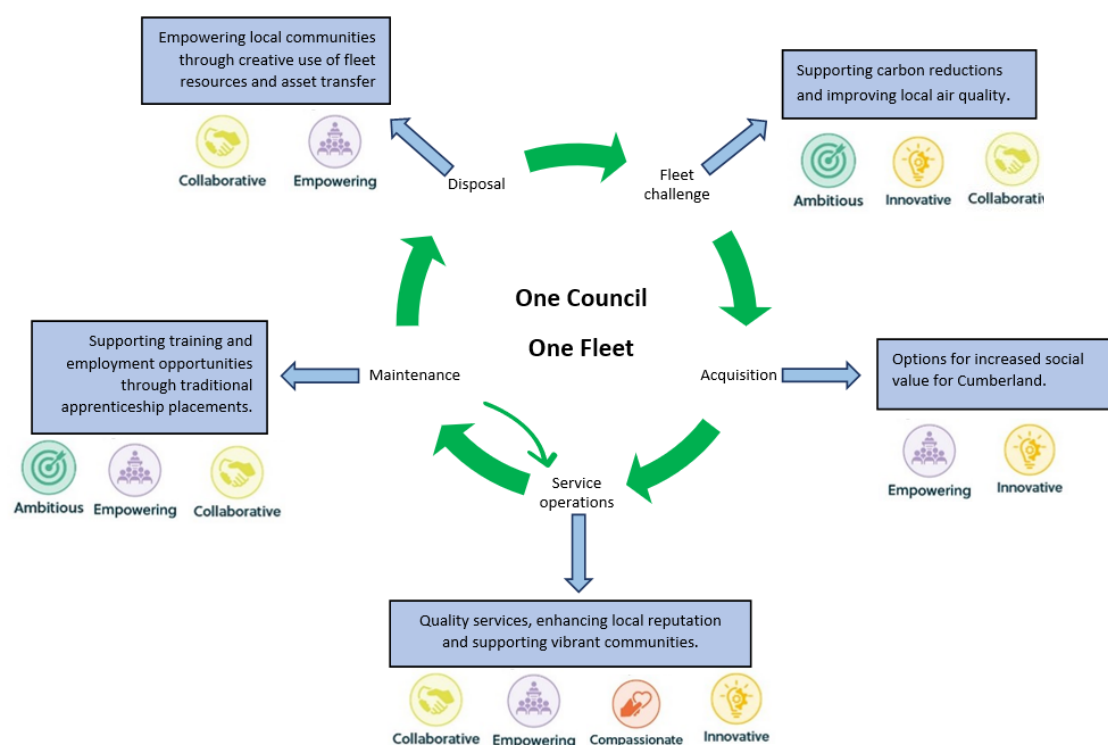 Empowering local communities
through creative use of fleet
resources and asset transfer
Collaborative
Empowering
Supporting carbon reductions
and improving local air quality.
Ambitious
Innovative
Collaborativ
Disposal
Fleet
challenge
One Council
One Fleet
Supporting training and
employment opportunities
through traditional
apprenticeship placements.
Ambitious
Empowering
Collaborative
Maintenance
Acquisition
Options for increased social
value for Cumberland.
Empowering
Innovative
Service
operations
Quality services, enhancing local reputation
and supporting vibrant communities.
Collaborative
Empowering
Compassionate
Innovative